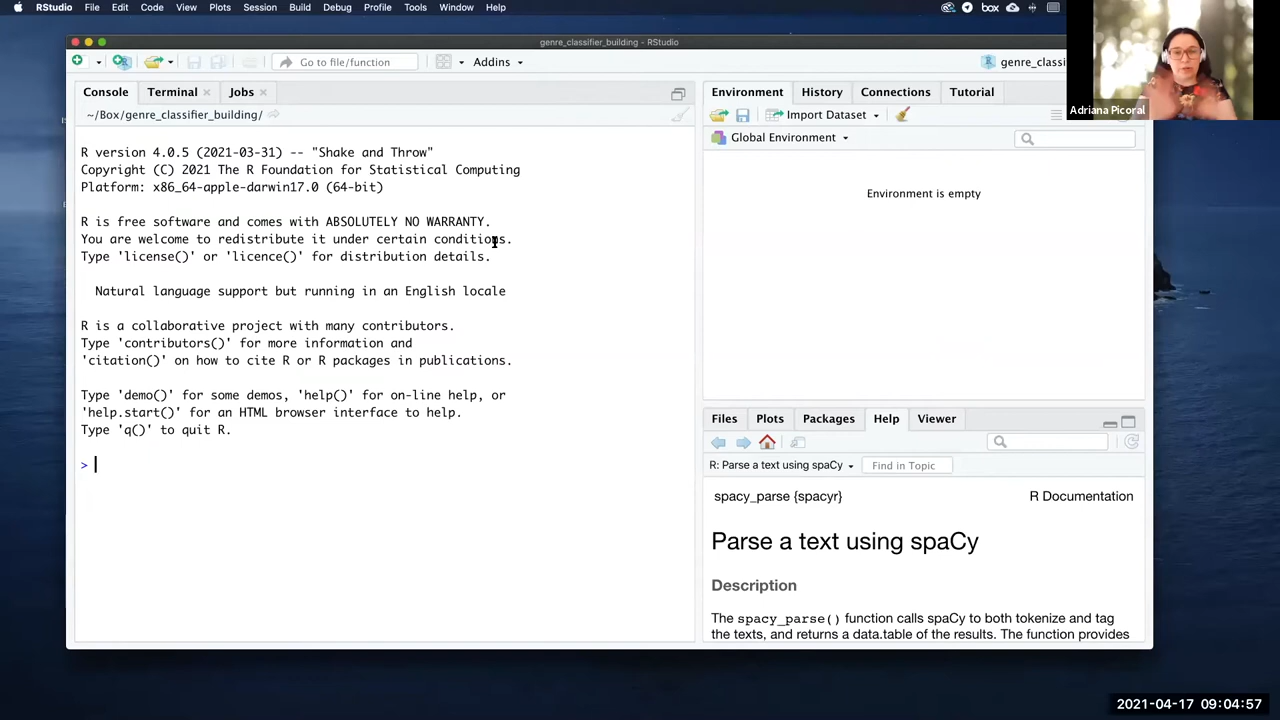 RStudio File Edit Code View Plots Session Build Debug Profile Tools Window Help box
genre_classifier_building - RStudio
Go to file/function Addins genre_classi
Adriana Picoral
Console Terminal Jobs
~/Box/genre_classifier_building/
R version 4.0.5 (2021-03-31) -- "Shake and Throw"
Copyright (C) 2021 The R Foundation for Statistical Computing
Platform: x86_64-apple-darwin17.0 (64-bit)
R is free software and comes with ABSOLUTELY NO WARRANTY.
You are welcome to redistribute it under certain conditions.
Type 'license()' or 'licence()' for distribution details.
Natural language support but running in an English locale
R is a collaborative project with many contributors.
Type 'contributors()' for more information and
'citation()' on how to cite R or R packages in publications.
Type 'demo()' for some demos, 'help()' for on-line help, or
'help.start()' for an HTML browser interface to help.
Type 'q()' to quit R.
>
Environment History Connections Tutorial
Import Dataset
Global Environment
Environment is empty
Files Plots Packages Help Viewer
R: Parse a text using spaCy Find in Topic
spacy_parse {spacyr} R Documentation
Parse a text using spaCy
Description
The spacy_parse() function calls spaCy to both tokenize and tag
the texts, and returns a data.table of the results. The function provides
2021-04-17 09:04:57